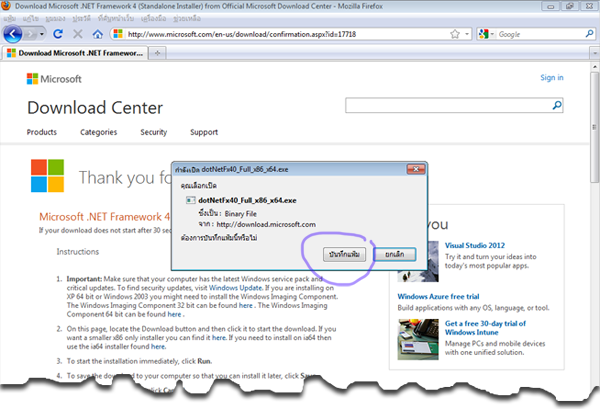 Download Microsoft .NET Framework 4 (Standalone Installer) from Official Microsoft Download Center - Mozilla Firefox
แฟ้ม แก้ไข มุมมอง ประวัติ ที่คั่นหน้าเว็บ เครื่องมือ ช่วยเหลือ
http://www.microsoft.com/en-us/download/confirmation.aspx?id=17718
Google
Download Microsoft .NET Framewor...
Microsoft
Sign in
Download Center
Products Categories Security Support
Thank you fo
กำลังเปิด dotNetFx40_Full_x86_x64.exe
คุณเลือกเปิด
dotNetFx40_Full_x86_x64.exe
ซึ่งเป็น : Binary File
จาก : http://download.microsoft.com
ต้องการบันทึกแฟ้มนี้หรือไม่
บันทึกแฟ้ม ยกเลิก
Microsoft .NET Framework 4
If your download does not start after 30
Instructions
1. Important: Make sure that your computer has the latest Windows service pack and
critical updates. To find security updates, visit Windows Update. If you are installing on
XP 64 bit or Windows 2003 you might need to install the Windows Imaging Component.
The Windows Imaging Component 32 bit can be found here . The Windows Imaging
Component 64 bit can be found here .
2. On this page, locate the Download button and then click it to start the download. If you
want a smaller x86 only installer you can find it here. If you need to install on ia64 then
use the ia64 installer found here.
3. To start the installation immediately, click Run.
4. To save the download to your computer so that you can install it later, click Save.
you
Visual Studio 2012
Try it and turn your ideas into
today's most popular apps.
Windows Azure free trial
Build applications with any OS, language, or tool.
Get a free 30-day trial of
Windows Intune
Manage PCs and mobile devices
with one unified solution.